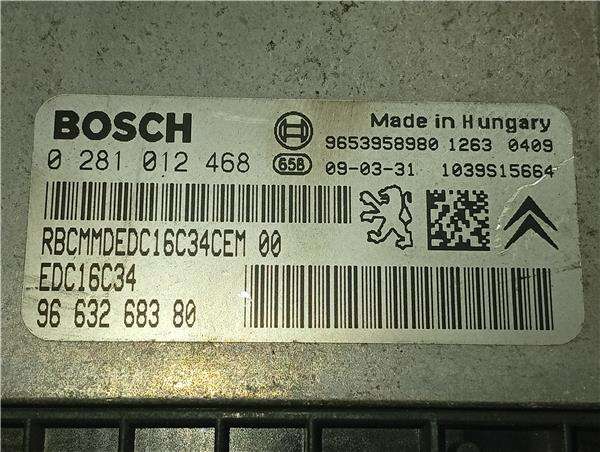 BOSCH
Made in Hungary
9653958980 1263 0409
0 281 012 468
658
09-03-31 1039S15664
RBCMMDEDC16C34CEM 00
EDC16C34
96 632 683 80